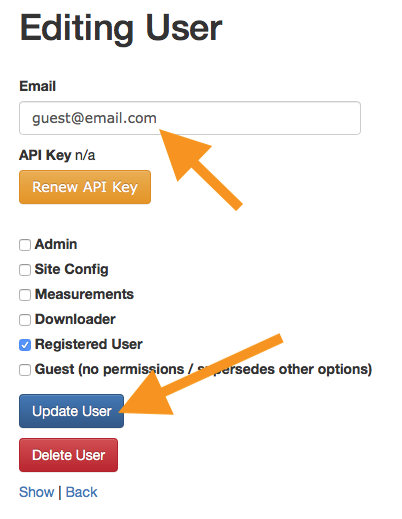 Editing User
Email
guest@email.com
API Key n/a
Renew API Key
Admin
Site Config
Measurements
Downloader
Registered User
Guest (no permissions / supersedes other options)
Update User
Delete User
Show | Back